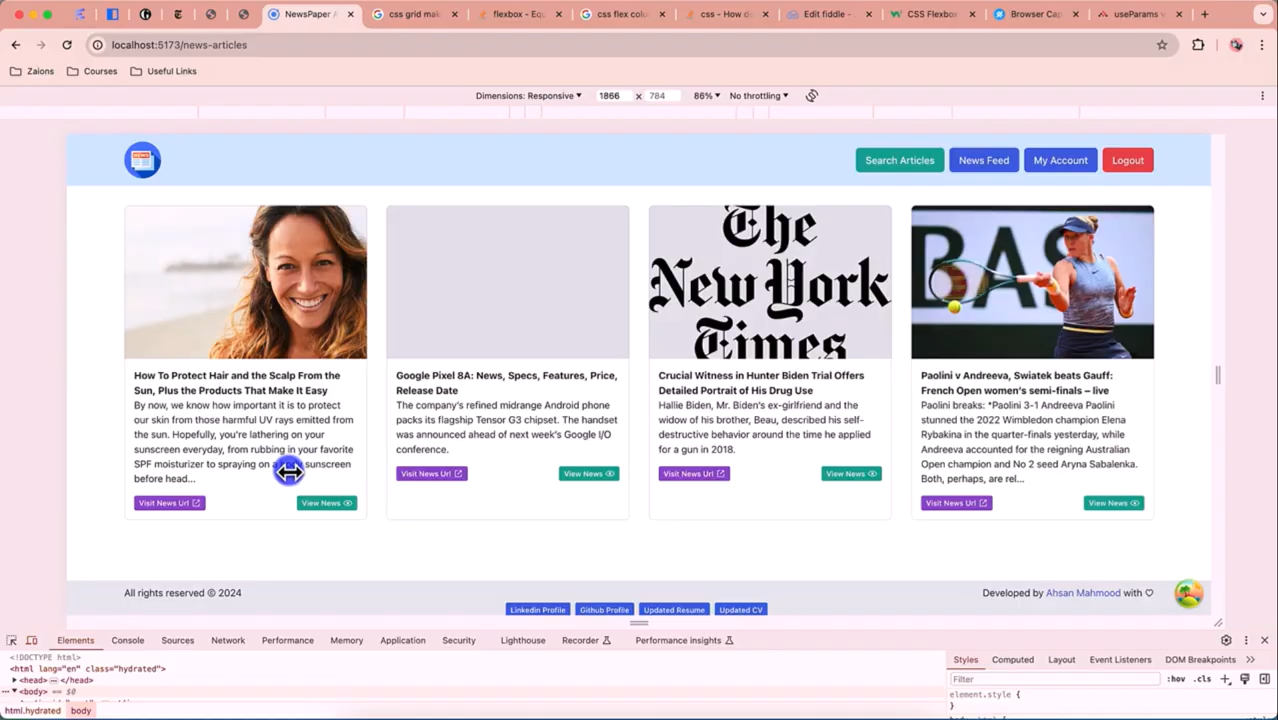 NewsPaper A
css grid mak
flexbox - Equ
css flex colu
css - How do
Edit fiddle -
CSS Flexbox
Browser Cap
useParams v
localhost:5173/news-articles
Zaions
Courses
Useful Links
Dimensions: Responsive
1866
×
784
86%
No throttling
NEWS
Search Articles
News Feed
My Account
Logout
The
New York
Times
BAS
How To Protect Hair and the Scalp From the
Sun, Plus the Products That Make It Easy
By now, we know how important it is to protect
our skin from those harmful UV rays emitted from
the sun. Hopefully, you're lathering on your
sunscreen everyday, from rubbing in your favorite
SPF moisturizer to spraying on a sunscreen
before head...
Visit News Url
View News
Google Pixel 8A: News, Specs, Features, Price,
Release Date
The company's refined midrange Android phone
packs its flagship Tensor G3 chipset. The handset
was announced ahead of next week's Google I/O
conference.
Visit News Url
View News
Crucial Witness in Hunter Biden Trial Offers
Detailed Portrait of His Drug Use
Hallie Biden, Mr. Biden's ex-girlfriend and the
widow of his brother, Beau, described his self-
destructive behavior around the time he applied
for a gun in 2018.
Visit News Url
View News
Paolini v Andreeva, Swiatek beats Gauff:
French Open women's semi-finals – live
Paolini breaks: *Paolini 3-1 Andreeva Paolini
stunned the 2022 Wimbledon champion Elena
Rybakina in the quarter-finals yesterday, while
Andreeva accounted for the reigning Australian
Open champion and No 2 seed Aryna Sabalenka.
Both, perhaps, are rel...
Visit News Url
View News
All rights reserved © 2024
Developed by Ahsan Mahmood with ♡
Linkedin Profile
Github Profile
Updated Resume
Updated CV
Elements
Console
Sources
Network
Performance
Memory
Application
Security
Lighthouse
Recorder
Performance insights
<!DOCTYPE html>
<html lang="en" class="hydrated">
<head> … </head>
<body> == $0
html.hydrated
body
Styles
Computed
Layout
Event Listeners
DOM Breakpoints
Filter
:hov
.cls
element.style {
}